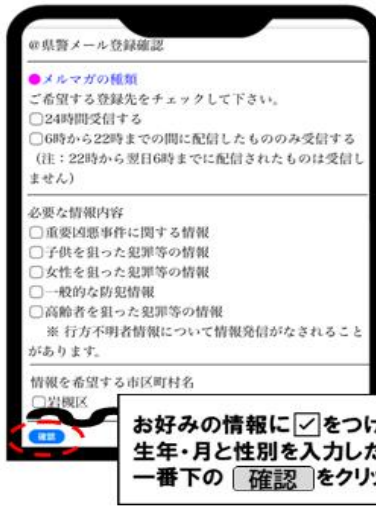 @県警メール登録確認
●メルマガの種類
ご希望する登録先をチェックして下さい。
□24時間受信する
□6時から22時までの間に配信したもののみ受信する
(注：22時から翌日6時までに配信されたものは受信し
ません)
必要な情報内容
□重要凶悪事件に関する情報
□子供を狙った犯罪等の情報
□女性を狙った犯罪等の情報
□一般的な防犯情報
□高齢者を狙った犯罪等の情報
※ 行方不明者情報について情報発信がなされること
があります。
情報を希望する市区町村名
□岩槻区
確認
お好みの情報に☑をつけ
生年・月と性別を入力した
一番下の 確認 をクリッ